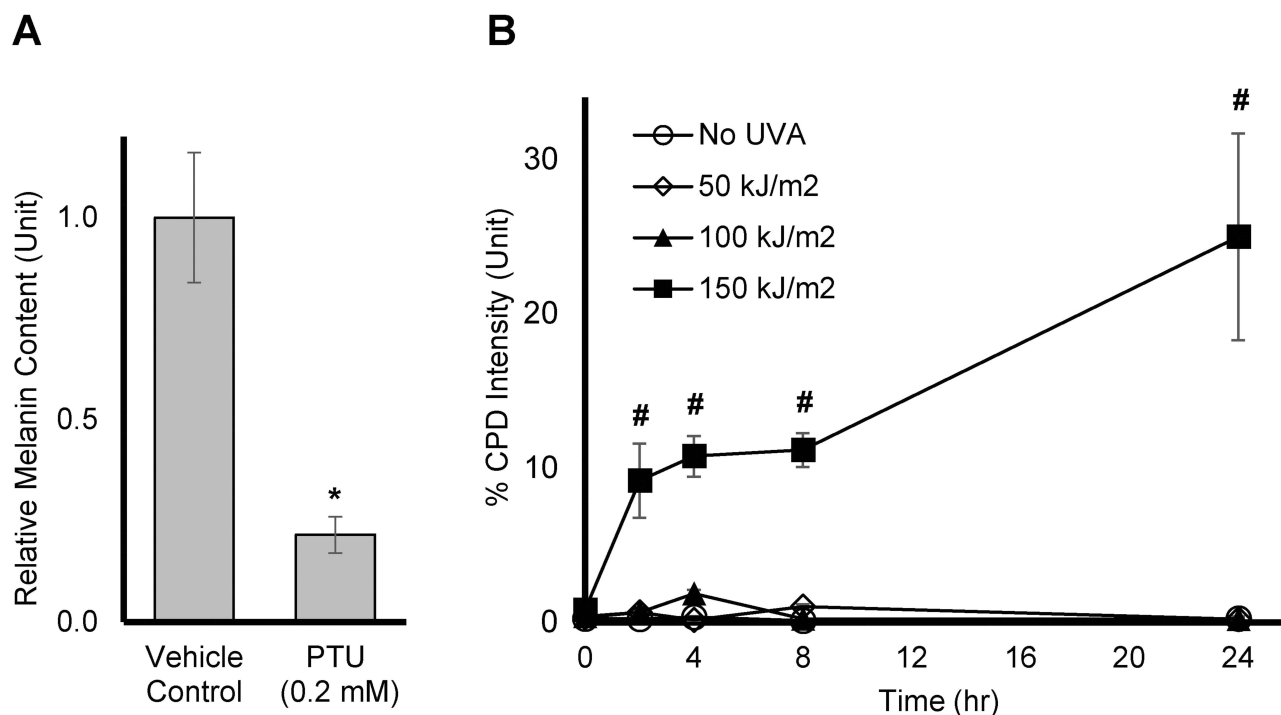 A
Relative Melanin Content (Unit)
1.0
0.5
0.0
*
Vehicle
Control
PTU
(0.2 mM)
B
% CPD Intensity (Unit)
30
20
10
0
No UVA
50 kJ/m2
100 kJ/m2
150 kJ/m2
#
#
#
#
0
4
8
12
16
20
24
Time (hr)